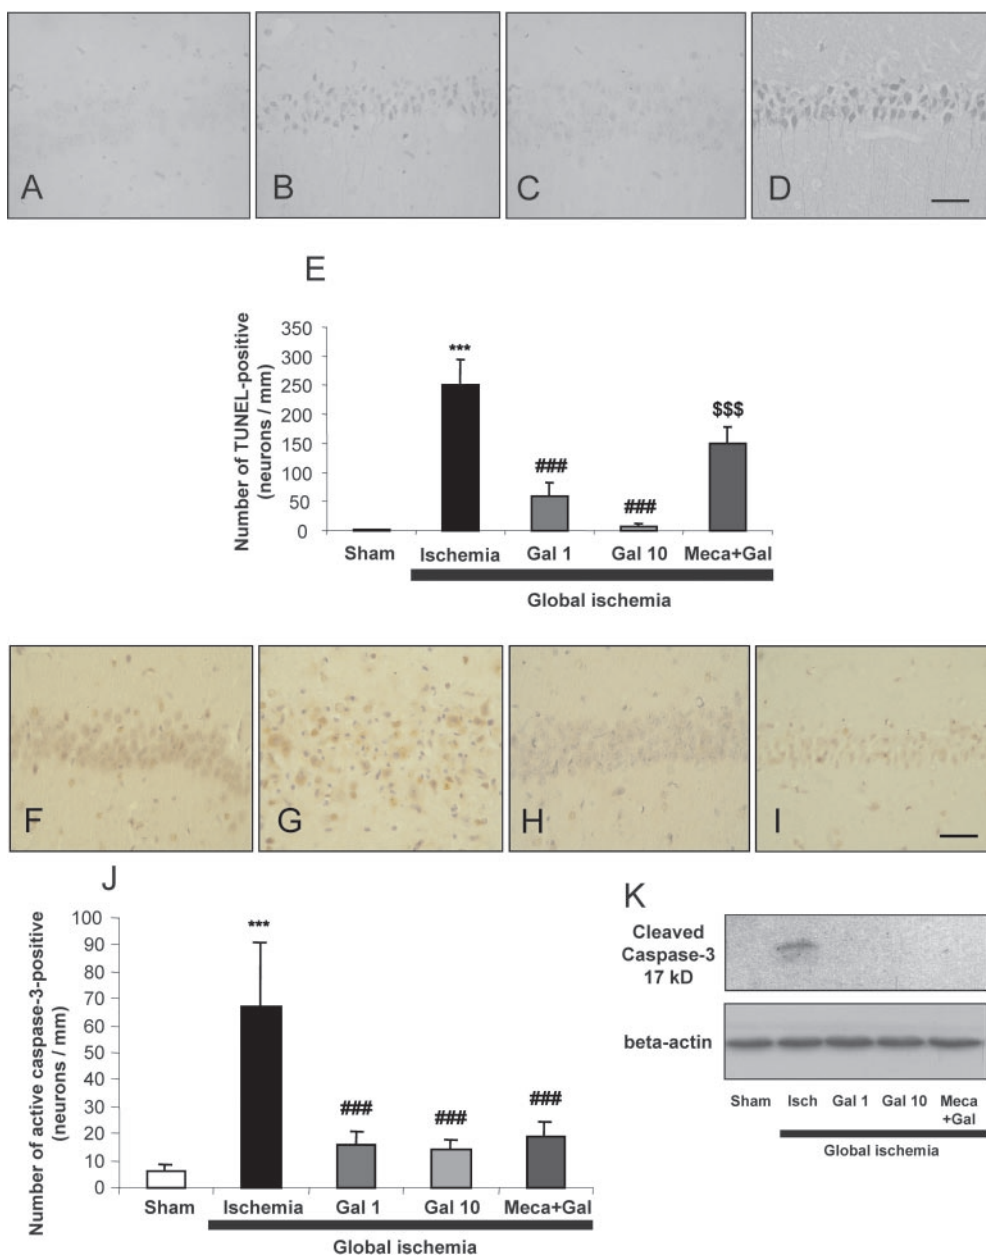 A
B
C
D
E
Number of TUNEL-positive
(neurons / mm)
350
300
250
200
150
100
50
0
***
###
###
$$$
Sham
Ischemia
Gal 1
Gal 10
Meca+Gal
Global ischemia
F
G
H
I
J
Number of active caspase-3-positive
(neurons / mm)
100
90
80
70
60
50
40
30
20
10
0
***
###
###
###
Sham
Ischemia
Gal 1
Gal 10
Meca+Gal
Global ischemia
K
Cleaved
Caspase-3
17 kD
beta-actin
Sham
Isch
Gal 1
Gal 10
Meca
+Gal
Global ischemia